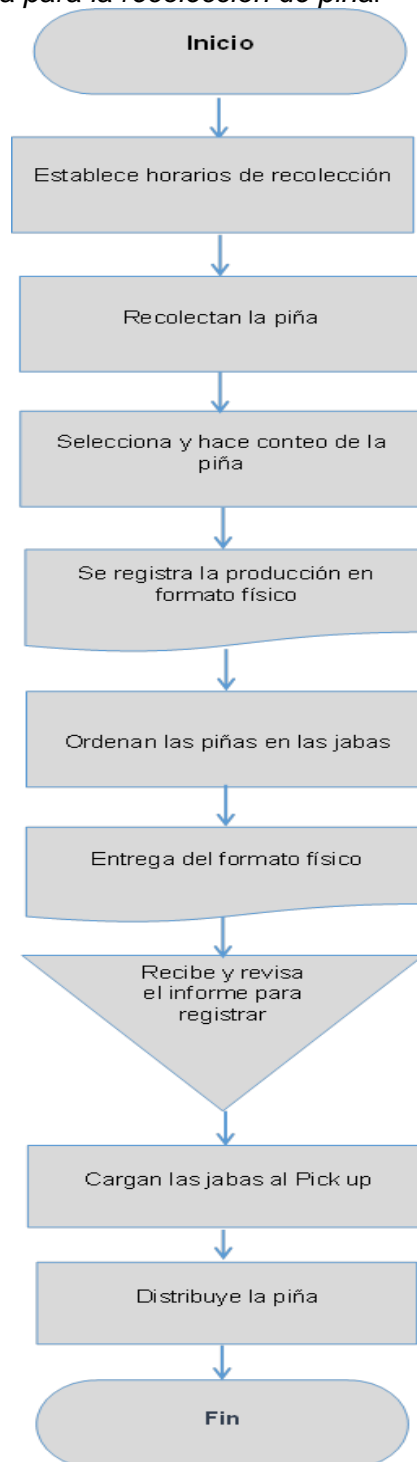 para la recolección de piña.
Inicio
Establece horarios de recolección
Recolectan la piña
Selecciona y hace conteo de la
piña
Se registra la producción en
formato físico
Ordenan las piñas en las jabas
Entrega del formato físico
Recibe y revisa
el informe para
registrar
Cargan las jabas al Pick up
Distribuye la piña
Fin